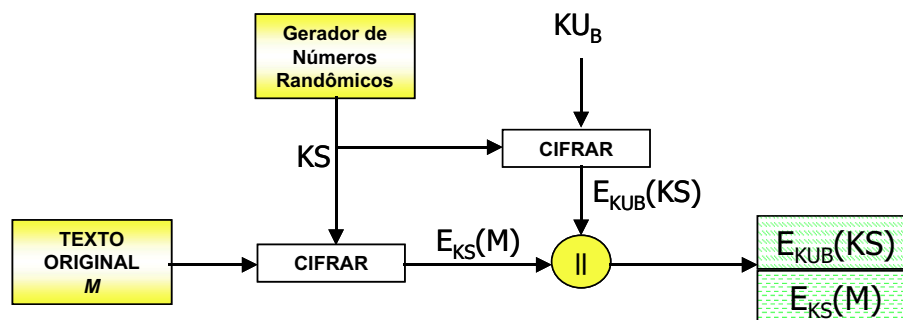 Gerador de
Números
Randômicos
KU_B
KS
CIFRAR
E_KUB(KS)
TEXTO
ORIGINAL
M
CIFRAR
E_KS(M)
||
E_KUB(KS)
E_KS(M)